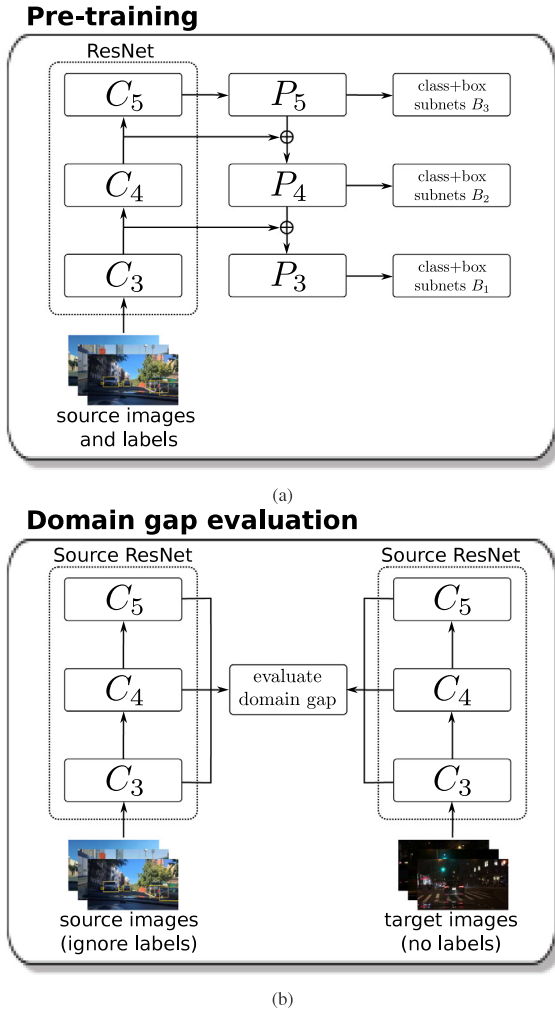 Pre-training
ResNet
C5
P5
class+box
subnets B3
C4
P4
class+box
subnets B2
C3
P3
class+box
subnets B1
source images
and labels
(a)
Domain gap evaluation
Source ResNet
Source ResNet
C5
C5
C4
evaluate
domain gap
C4
C3
C3
source images
(ignore labels)
target images
(no labels)
(b)